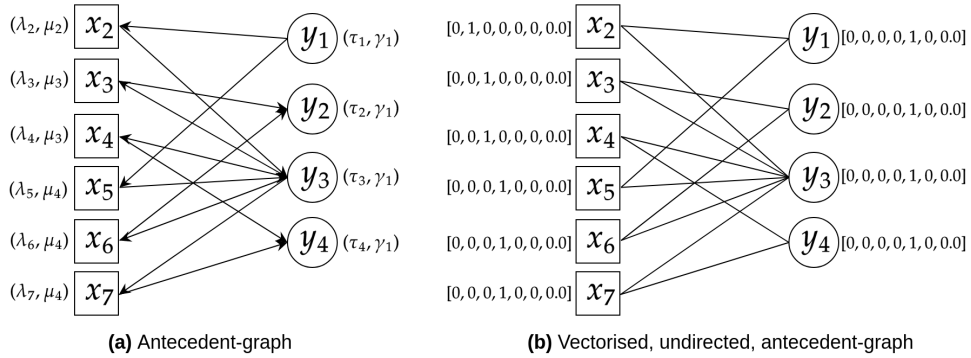 (λ₂, μ₂) x₂ y₁ (τ₁, γ₁)
(λ₃, μ₃) x₃ y₂ (τ₂, γ₁)
(λ₄, μ₃) x₄ y₃ (τ₃, γ₁)
(λ₅, μ₄) x₅ y₄ (τ₄, γ₁)
(λ₆, μ₄) x₆
(λ₇, μ₄) x₇
(a) Antecedent-graph
[0, 1, 0, 0, 0, 0, 0.0] x₂ y₁ [0, 0, 0, 0, 1, 0, 0.0]
[0, 0, 1, 0, 0, 0, 0.0] x₃ y₂ [0, 0, 0, 0, 1, 0, 0.0]
[0, 0, 1, 0, 0, 0, 0.0] x₄ y₃ [0, 0, 0, 0, 1, 0, 0.0]
[0, 0, 0, 1, 0, 0, 0.0] x₅ y₄ [0, 0, 0, 0, 1, 0, 0.0]
[0, 0, 0, 1, 0, 0, 0.0] x₆
[0, 0, 0, 1, 0, 0, 0.0] x₇
(b) Vectorised, undirected, antecedent-graph